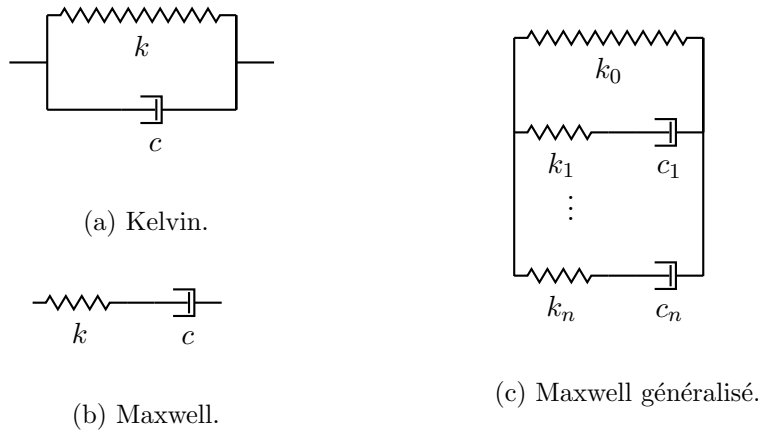 k
c
(a) Kelvin.
k
c
(b) Maxwell.
k₀
k₁
c₁
⋮
kₙ
cₙ
(c) Maxwell généralisé.